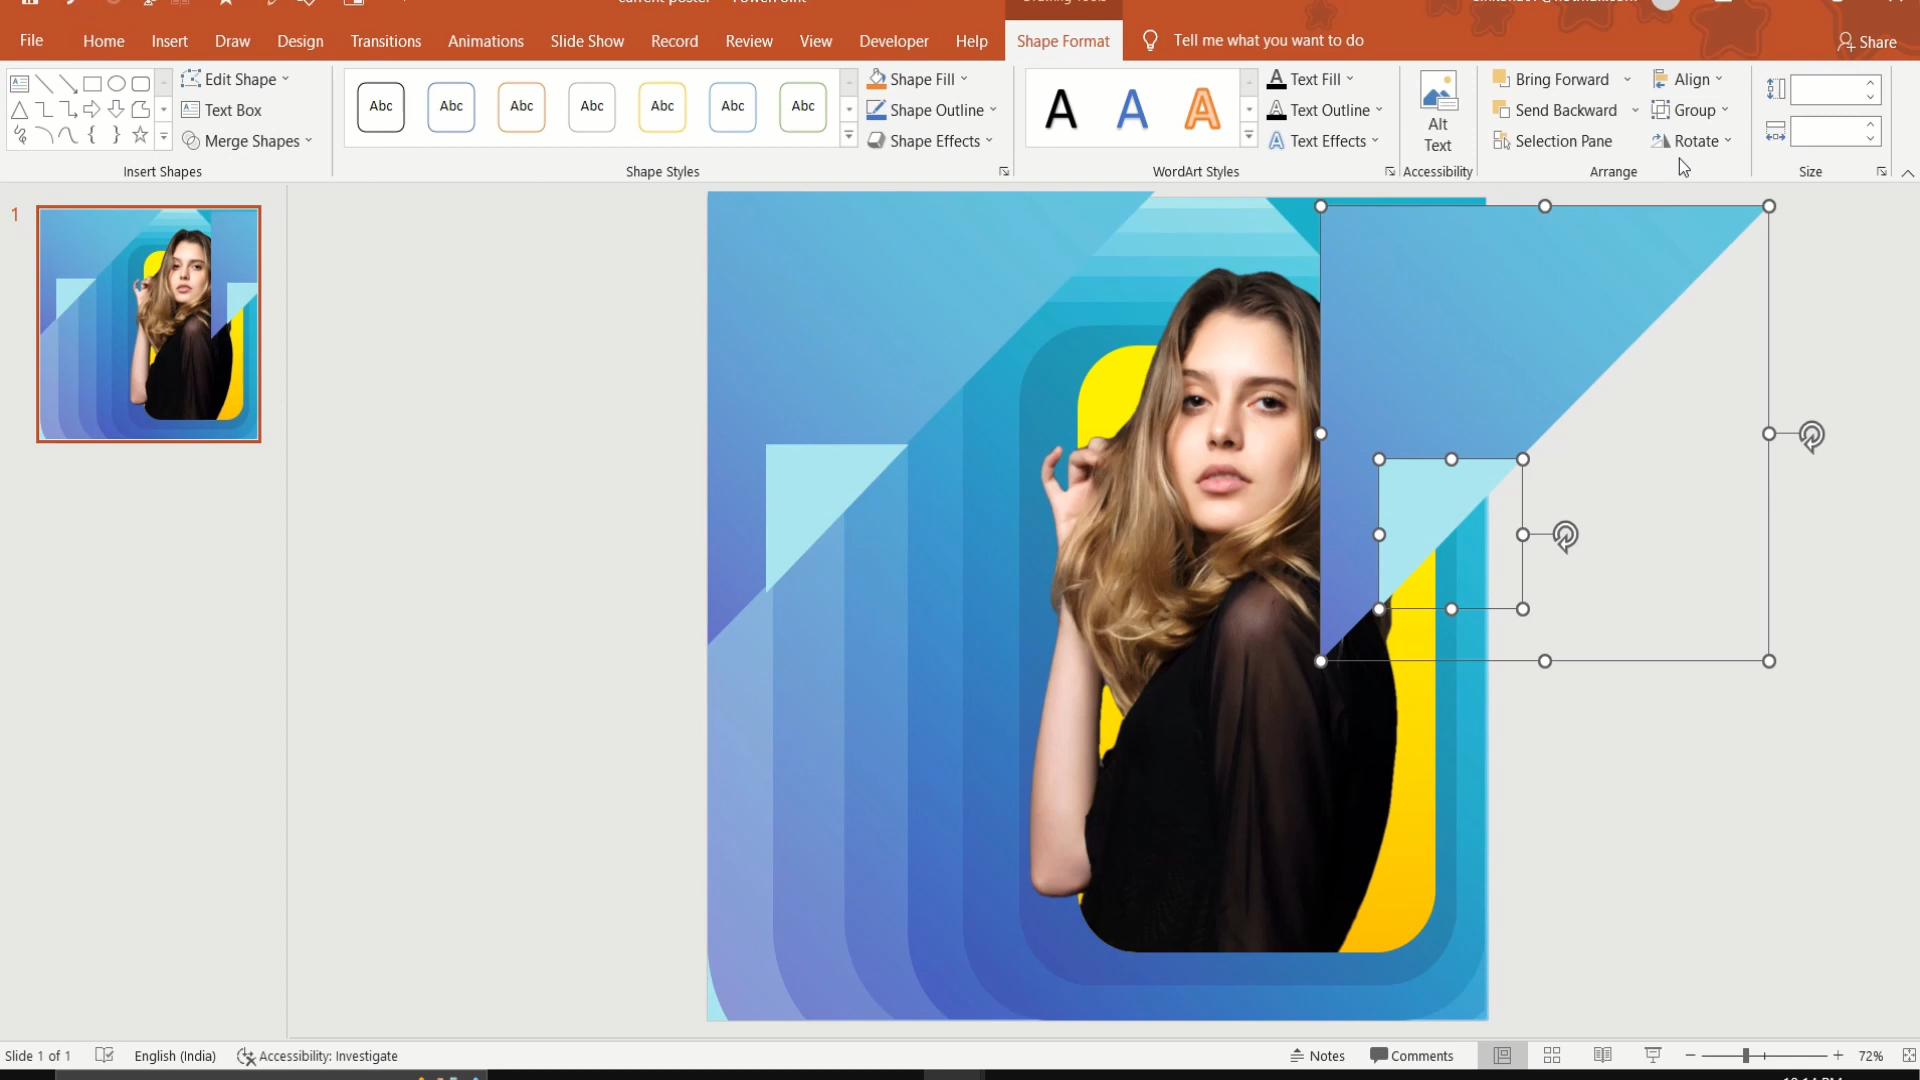 File Home Insert Draw Design Transitions Animations Slide Show Record Review View Developer Help Shape Format Tell me what you want to do Share
Edit Shape Shape Fill Text Fill Bring Forward Align
Abc Abc Abc Abc Abc Abc Abc A A A
Text Box Shape Outline Text Outline Alt Text Send Backward Group
Merge Shapes Shape Effects Text Effects Selection Pane Rotate
Insert Shapes Shape Styles WordArt Styles Accessibility Arrange Size
1
Slide 1 of 1 English (India) Accessibility: Investigate Notes Comments 72%